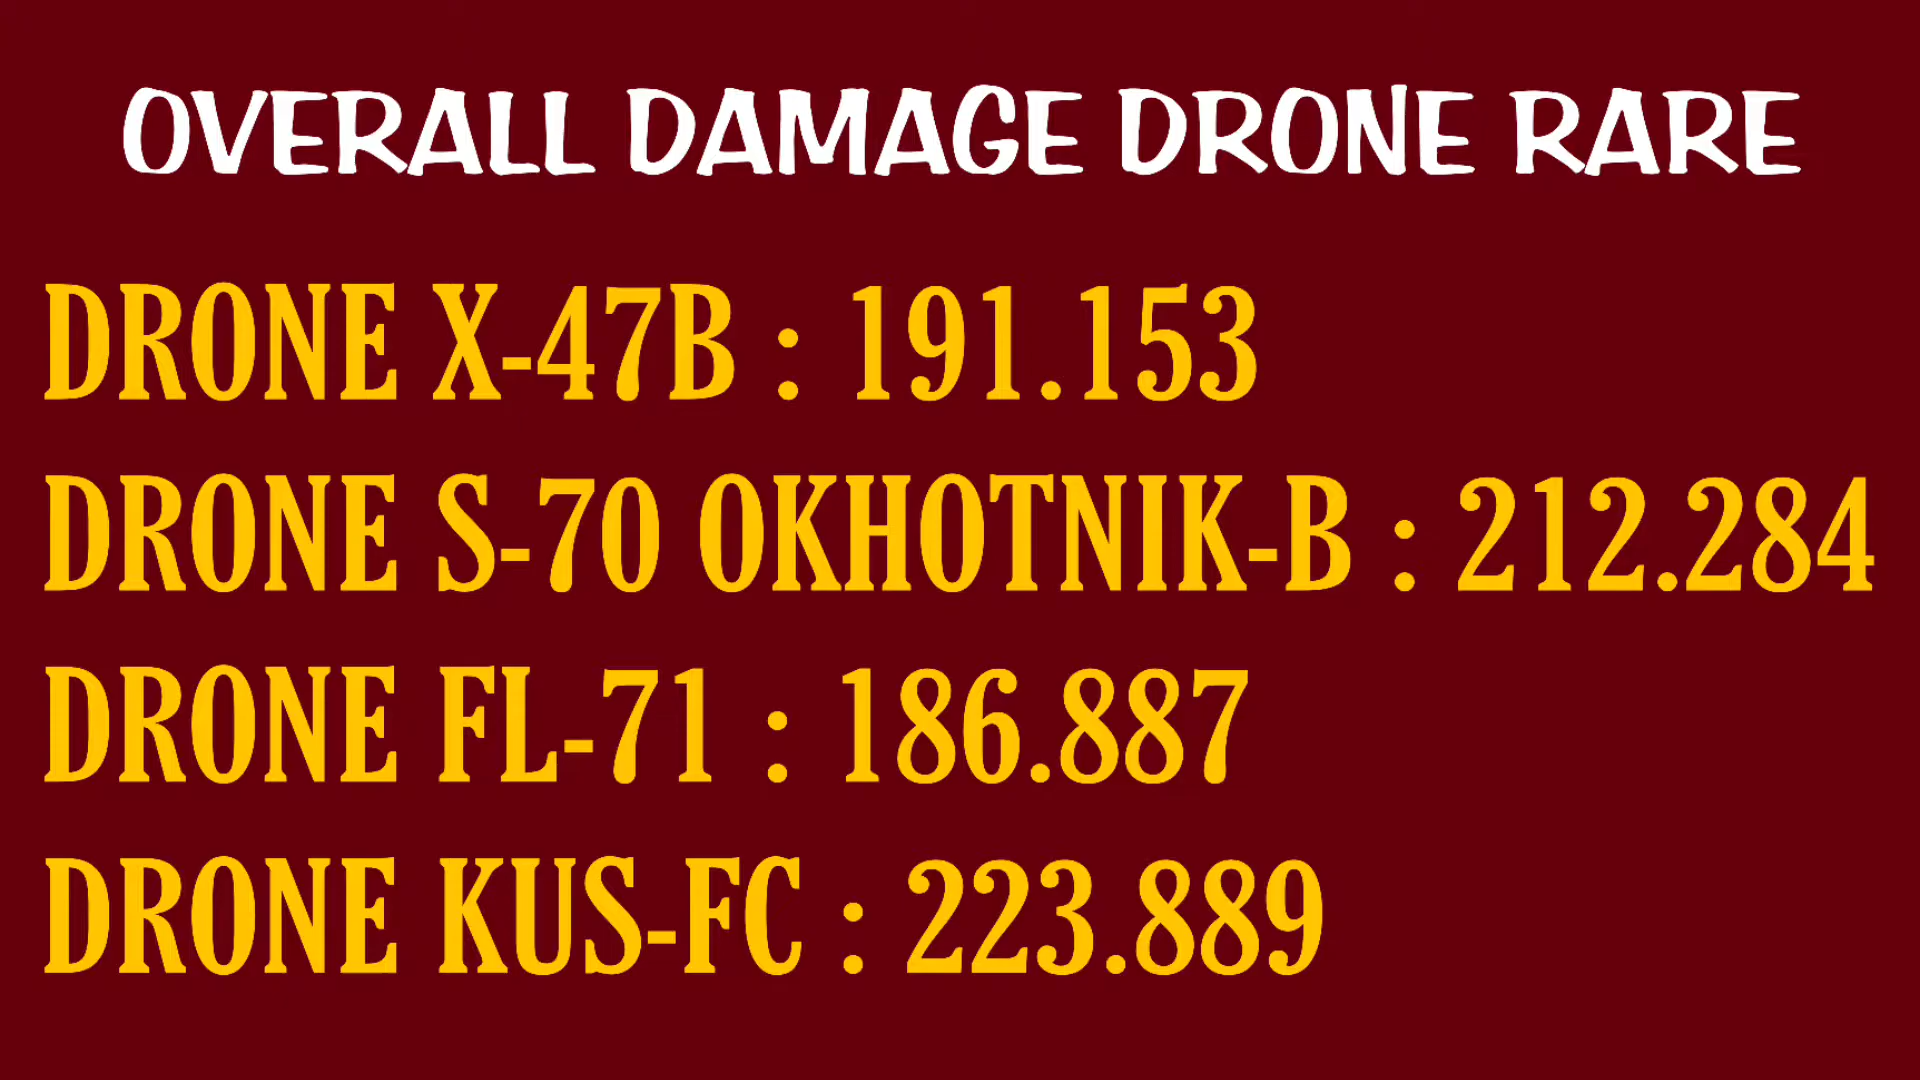 OVERALL DAMAGE DRONE RARE
DRONE X-47B : 191.153
DRONE S-70 OKHOTNIK-B : 212.284
DRONE FL-71 : 186.887
DRONE KUS-FC : 223.889